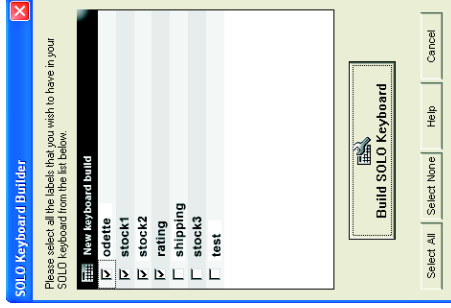 SOLO Keyboard Builder
Please select all the labels that you wish to have in your
SOLO keyboard from the list below.
New keyboard build
odette
stock1
stock2
rating
shipping
stock3
test
Build SOLO Keyboard
Select All Select None Help Cancel